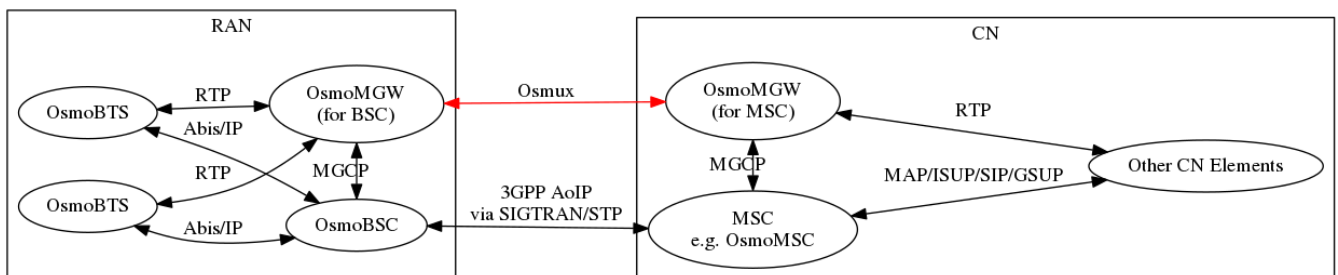 RAN
CN
OsmoBTS
RTP
OsmoMGW
(for BSC)
Osmux
OsmoMGW
(for MSC)
RTP
Abis/IP
MGCP
MGCP
Other CN Elements
RTP
MAP/ISUP/SIP/GSUP
OsmoBTS
Abis/IP
OsmoBSC
3GPP AoIP
via SIGTRAN/STP
MSC
e.g. OsmoMSC